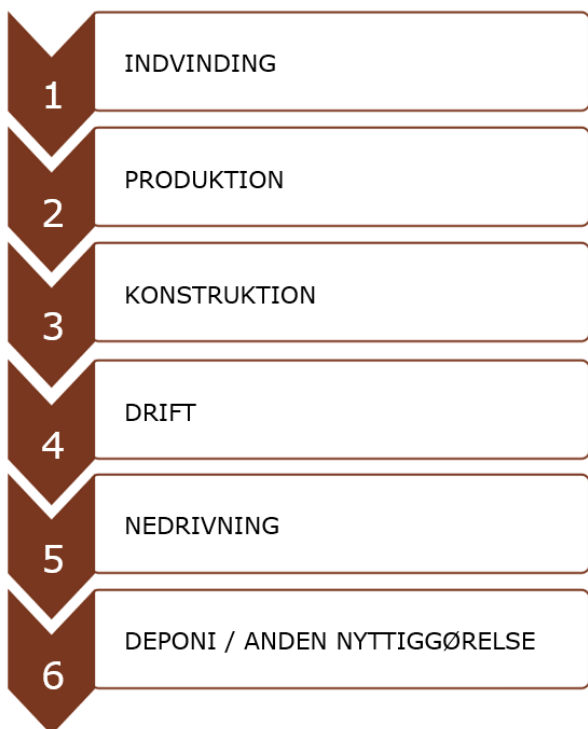 1
INDVINDING
2
PRODUKTION
3
KONSTRUKTION
4
DRIFT
5
NEDRIVNING
6
DEPONI / ANDEN NYTTIGGØRELSE